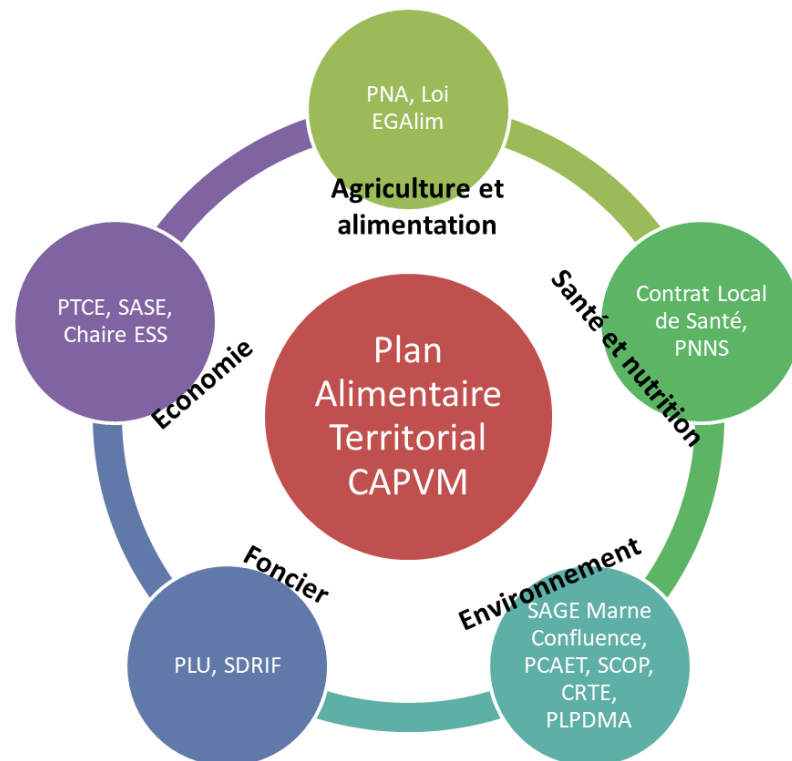 PNA, Loi
EGAlim
Agriculture et
alimentation
Contrat Local
de Santé,
PNNS
Santé et nutrition
SAGE Marne
Confluence,
PCAET, SCOP,
CRTE,
PLPDMA
Environnement
PLU, SDRIF
Foncier
PTCE, SASE,
Chaire ESS
Economie
Plan
Alimentaire
Territorial
CAPVM